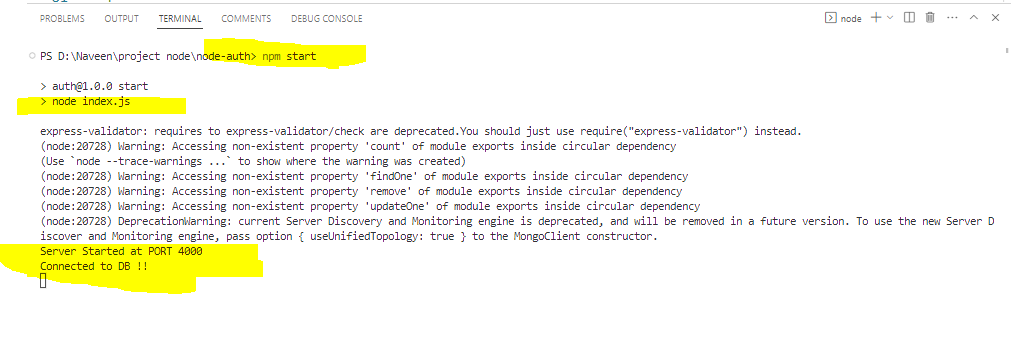 PROBLEMS OUTPUT TERMINAL COMMENTS DEBUG CONSOLE node
PS D:\Naveen\project node\node-auth> npm start
> auth@1.0.0 start
> node index.js
express-validator: requires to express-validator/check are deprecated.You should just use require("express-validator") instead.
(node:20728) Warning: Accessing non-existent property 'count' of module exports inside circular dependency
(Use `node --trace-warnings ...` to show where the warning was created)
(node:20728) Warning: Accessing non-existent property 'findOne' of module exports inside circular dependency
(node:20728) Warning: Accessing non-existent property 'remove' of module exports inside circular dependency
(node:20728) Warning: Accessing non-existent property 'updateOne' of module exports inside circular dependency
(node:20728) DeprecationWarning: current Server Discovery and Monitoring engine is deprecated, and will be removed in a future version. To use the new Server D
iscover and Monitoring engine, pass option { useUnifiedTopology: true } to the MongoClient constructor.
Server Started at PORT 4000
Connected to DB !!